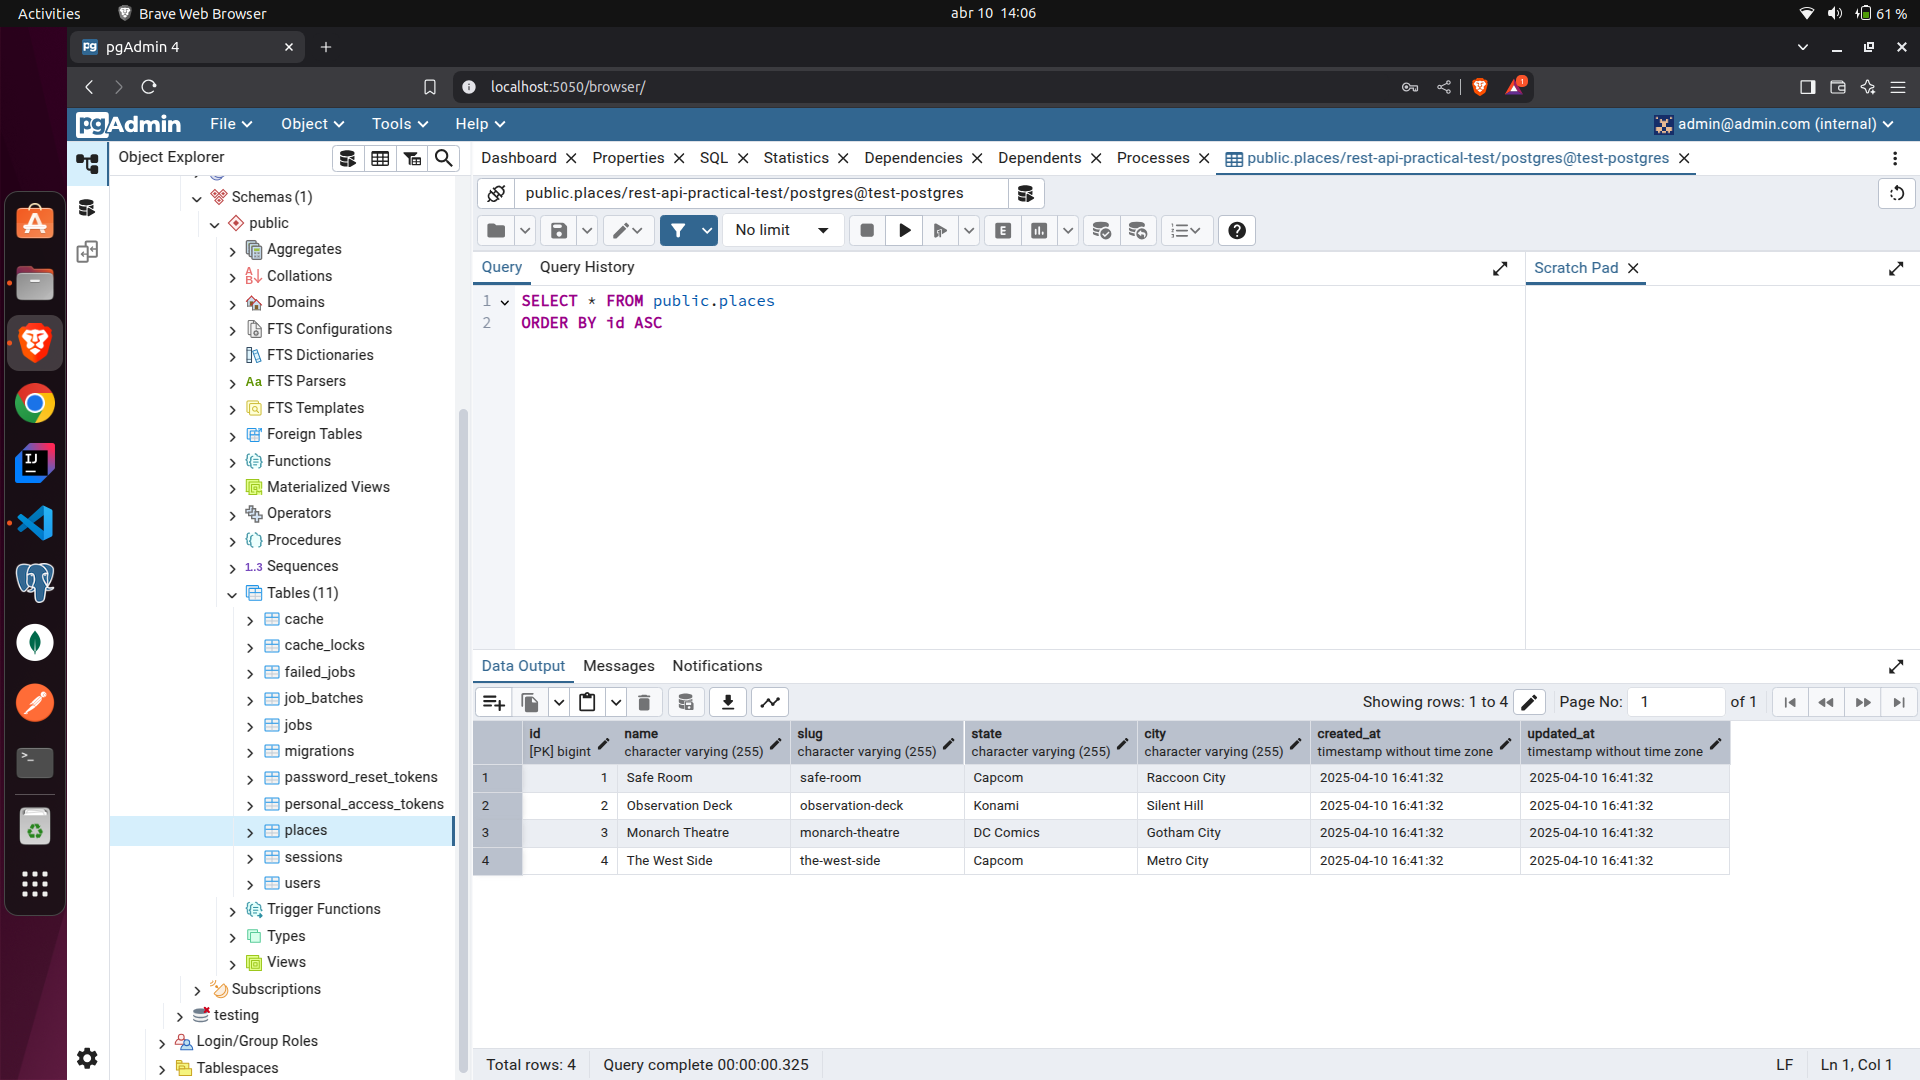 Activities
Brave Web Browser
abr 10 14:06
61 %
pgAdmin 4
localhost:5050/browser/
1
pgAdmin
File
Object
Tools
Help
admin@admin.com (internal)
Object Explorer
Dashboard
Properties
SQL
Statistics
Dependencies
Dependents
Processes
public.places/rest-api-practical-test/postgres@test-postgres
public.places/rest-api-practical-test/postgres@test-postgres
No limit
E
Schemas (1)
public
Aggregates
Collations
Domains
FTS Configurations
FTS Dictionaries
Aa FTS Parsers
FTS Templates
Foreign Tables
Functions
Materialized Views
Operators
Procedures
1..3 Sequences
Tables (11)
cache
cache_locks
failed_jobs
job_batches
jobs
migrations
password_reset_tokens
personal_access_tokens
places
sessions
users
Trigger Functions
Types
Views
Subscriptions
testing
Login/Group Roles
Tablespaces
Query
Query History
Scratch Pad
1 SELECT * FROM public.places
2 ORDER BY id ASC
Data Output
Messages
Notifications
Showing rows: 1 to 4
Page No: 1 of 1
id name slug state city created_at updated_at
[PK] bigint character varying (255) character varying (255) character varying (255) character varying (255) timestamp without time zone timestamp without time zone
1 1 Safe Room safe-room Capcom Raccoon City 2025-04-10 16:41:32 2025-04-10 16:41:32
2 2 Observation Deck observation-deck Konami Silent Hill 2025-04-10 16:41:32 2025-04-10 16:41:32
3 3 Monarch Theatre monarch-theatre DC Comics Gotham City 2025-04-10 16:41:32 2025-04-10 16:41:32
4 4 The West Side the-west-side Capcom Metro City 2025-04-10 16:41:32 2025-04-10 16:41:32
Total rows: 4
Query complete 00:00:00.325
LF
Ln 1, Col 1